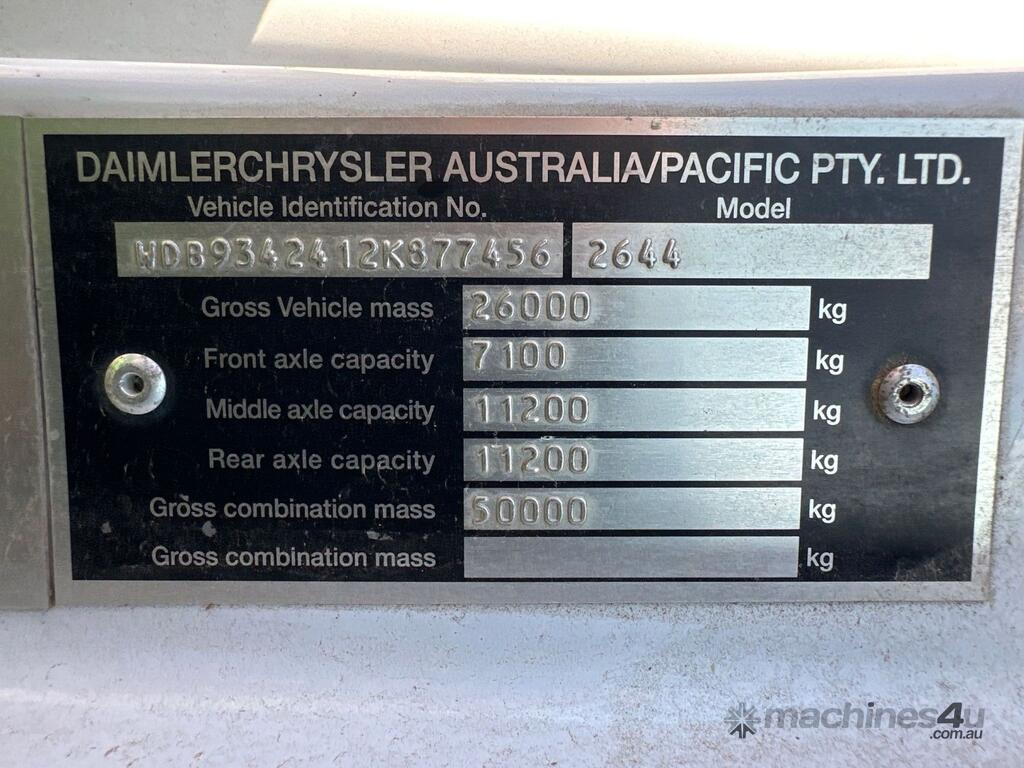 DAIMLERCHRYSLER AUSTRALIA/PACIFIC PTY. LTD.
Vehicle Identification No. Model
WDB9342412K877456 2644
Gross Vehicle mass 26000 kg
Front axle capacity 7100 kg
Middle axle capacity 11200 kg
Rear axle capacity 11200 kg
Gross combination mass 50000 kg
Gross combination mass kg
machines4u
.com.au